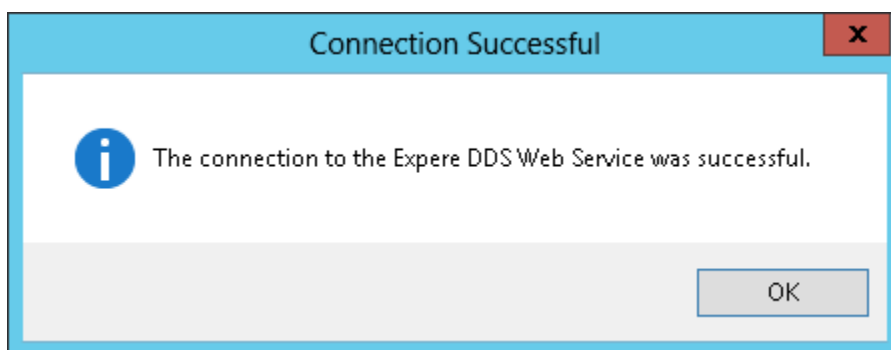 Connection Successful
x
The connection to the Expere DDS Web Service was successful.
OK